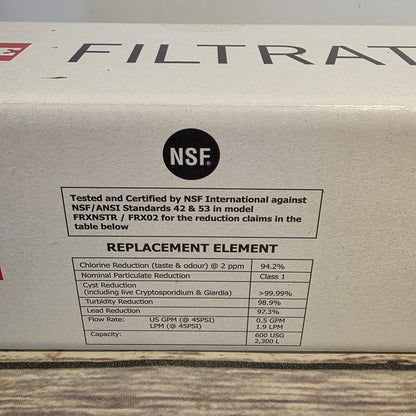 FILTRAT
NSF®
Tested and Certified by NSF International against
NSF/ANSI Standards 42 & 53 in model
FRXNSTR / FRX02 for the reduction claims in the
table below
REPLACEMENT ELEMENT
Chlorine Reduction (taste & odour) @ 2 ppm 94.2%
Nominal Particulate Reduction Class 1
Cyst Reduction
(including live Cryptosporidium & Giardia) >99.99%
Turbidity Reduction 98.9%
Lead Reduction 97.3%
Flow Rate: US GPM (@ 45PSI) 0.5 GPM
LPM (@ 45PSI) 1.9 LPM
Capacity: 600 USG
2,300 L